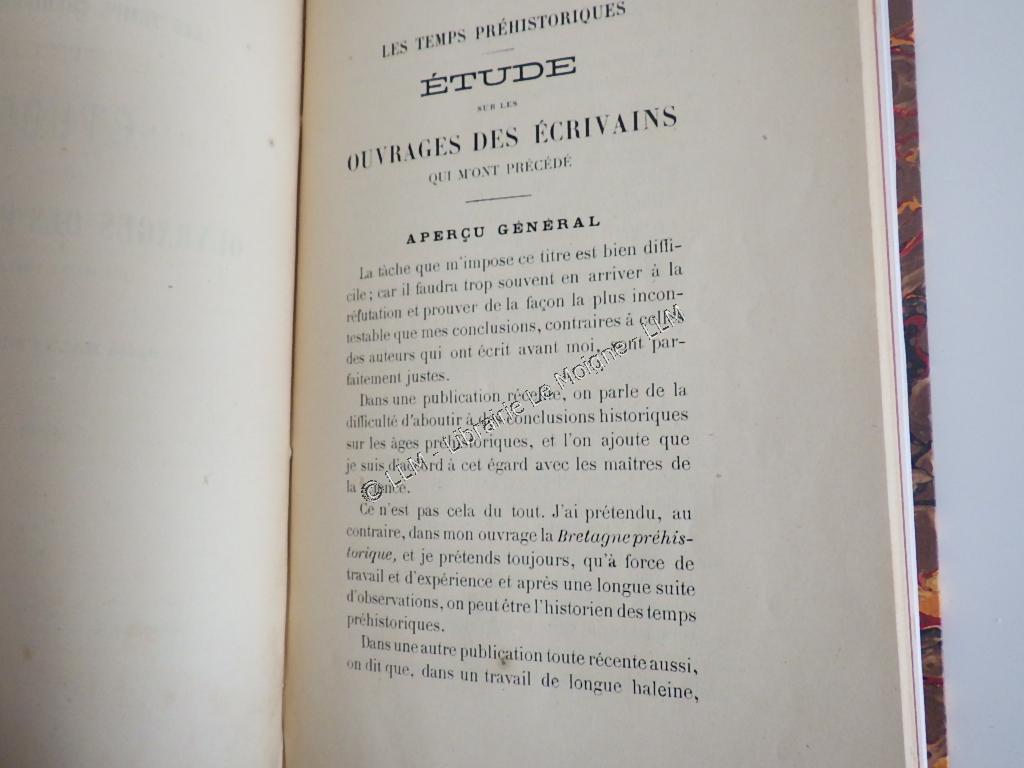 LES TEMPS PRÉHISTORIQUES
ÉTUDE
SUR LES
OUVRAGES DES ÉCRIVAINS
QUI M'ONT PRÉCÉDÉ
APERÇU GÉNÉRAL
La tâche que m'impose ce titre est bien diffi-
cile ; car il faudra trop souvent en arriver à la
réfutation et prouver de la façon la plus incon-
testable que mes conclusions, contraires à celles
des auteurs qui ont écrit avant moi, sont par-
faitement justes.
Dans une publication récente, on parle de la
difficulté d'aboutir à des conclusions historiques
sur les âges préhistoriques, et l'on ajoute que
je suis d'accord à cet égard avec les maîtres de
la science.
Ce n'est pas cela du tout. J'ai prétendu, au
contraire, dans mon ouvrage la Bretagne préhis-
torique, et je prétends toujours, qu'à force de
travail et d'expérience et après une longue suite
d'observations, on peut être l'historien des temps
préhistoriques.
Dans une autre publication toute récente aussi,
on dit que, dans un travail de longue haleine,
© LLM - Librairie Le Moigne - LLM